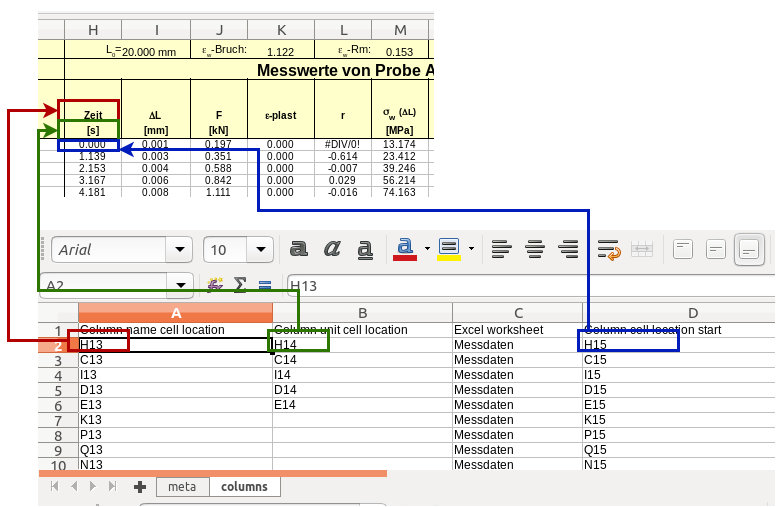 H I J K L M
L₀= 20.000 mm εw-Bruch: 1.122 εw-Rm: 0.153
Messwerte von Probe A
Zeit ΔL F ε-plast r σw (ΔL)
[s] [mm] [kN] [MPa]
0.000 0.001 0.197 0.000 #DIV/0! 13.174
1.139 0.003 0.351 0.000 -0.614 23.412
2.153 0.004 0.588 0.000 -0.007 39.246
3.167 0.006 0.842 0.000 0.029 56.214
4.181 0.008 1.111 0.000 -0.016 74.163
Arial 10 a a a a
A2 Σ = H13
A B C D
1 Column name cell location Column unit cell location Excel worksheet Column cell location start
2 H13 H14 Messdaten H15
3 C13 C14 Messdaten C15
4 I13 I14 Messdaten I15
5 D13 D14 Messdaten D15
6 E13 E14 Messdaten E15
7 K13 Messdaten K15
8 P13 Messdaten P15
9 Q13 Messdaten Q15
10 N13 Messdaten N15
meta columns